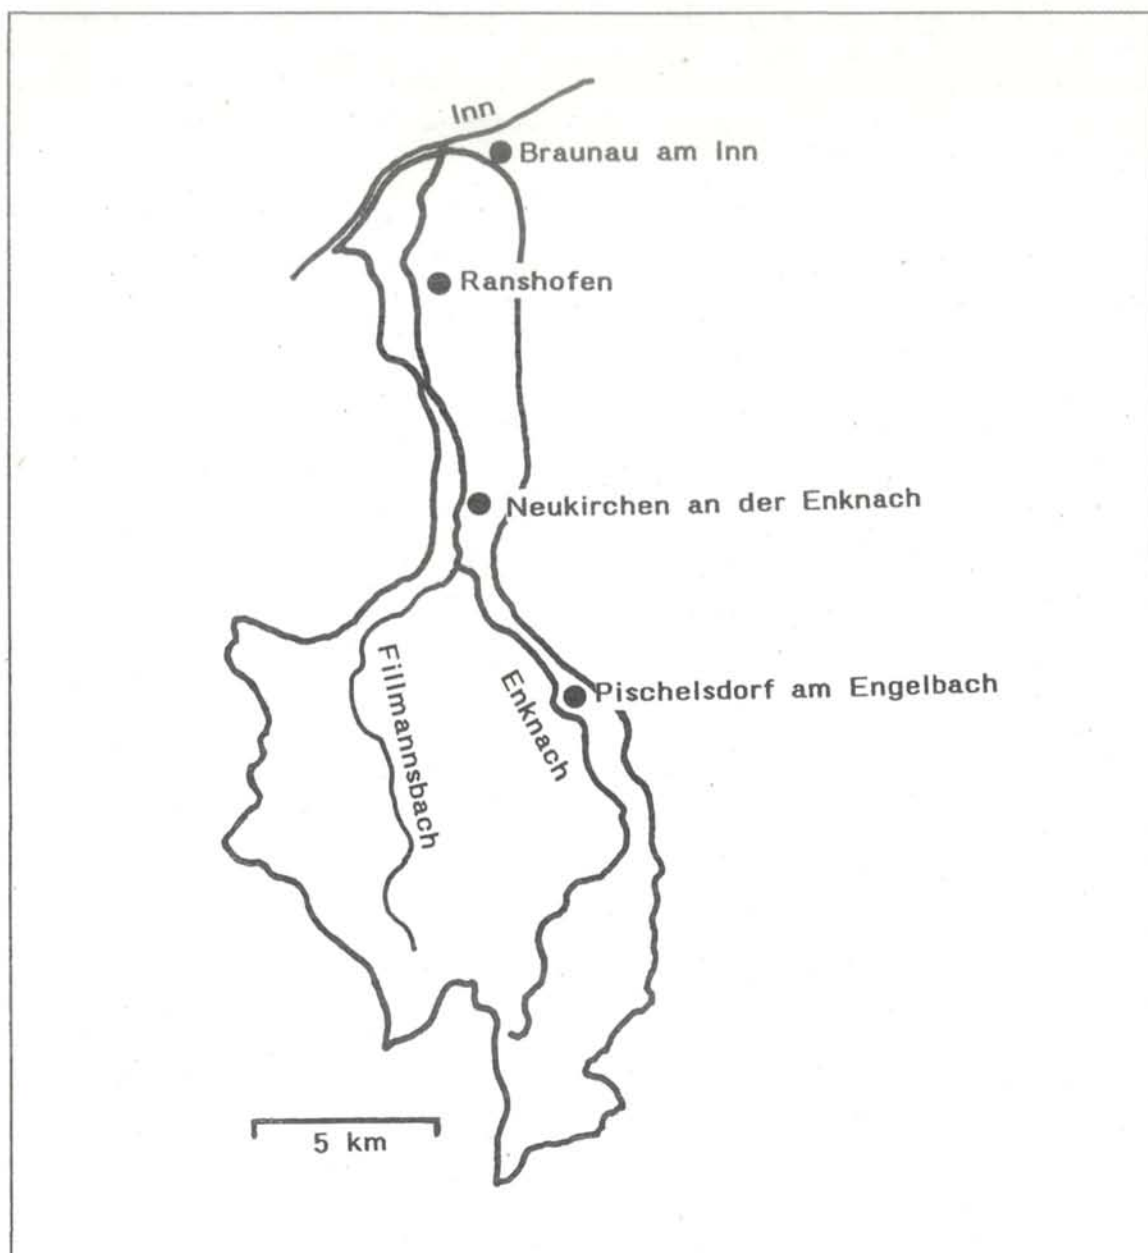 Inn
Braunau am Inn
Ranshofen
Neukirchen an der Enknach
Fillmannsbach
Enknach
Pischelsdorf am Engelbach
5 km